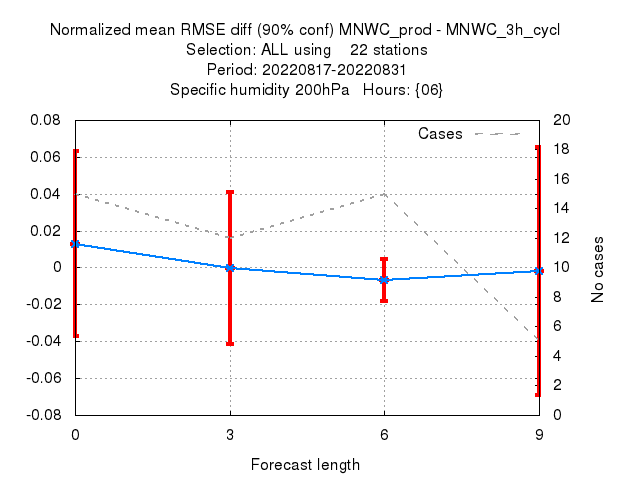 Normalized mean RMSE diff (90% conf) MNWC_prod - MNWC_3h_cycl
Selection: ALL using    22 stations
Period: 20220817-20220831
Specific humidity 200hPa   Hours: {06}
0.08
0.06
0.04
0.02
0
-0.02
-0.04
-0.06
-0.08
Cases
20
18
16
14
12
10
8
6
4
2
0
No cases
0 3 6 9
Forecast length